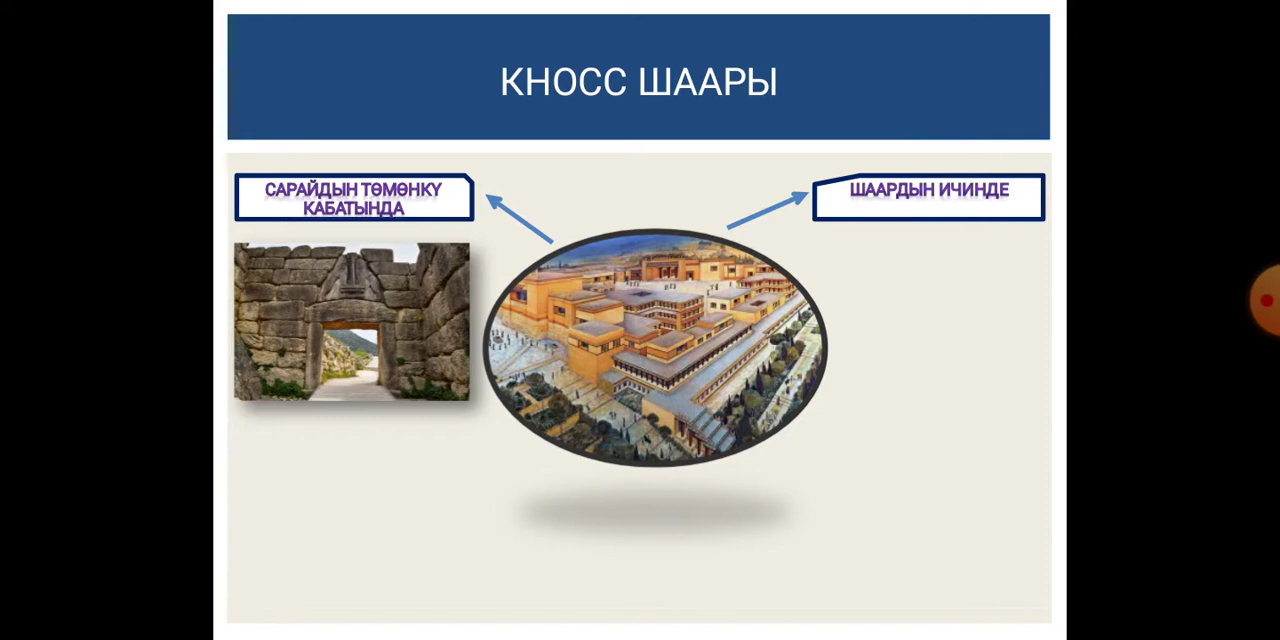 КНОСС ШААРЫ
САРАЙДЫН ТӨМӨНКҮ
КАБАТЫНДА
ШААРДЫН ИЧИНДЕ